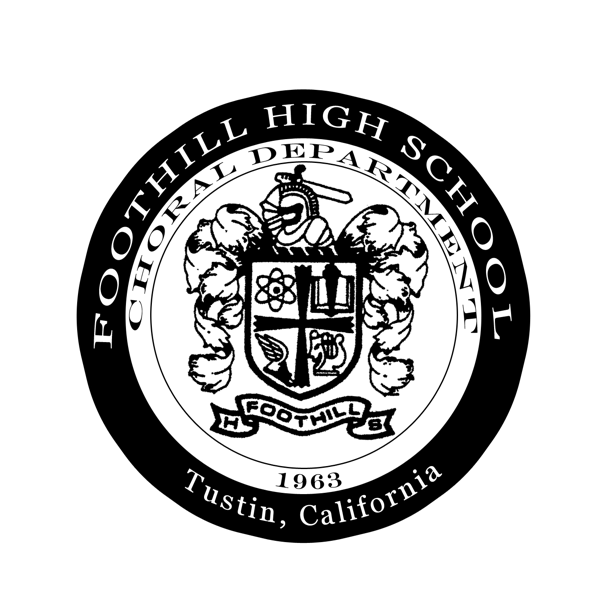 FOOTHILL HIGH SCHOOL
CHORAL DEPARTMENT
H FOOTHILL S
1963
Tustin, California